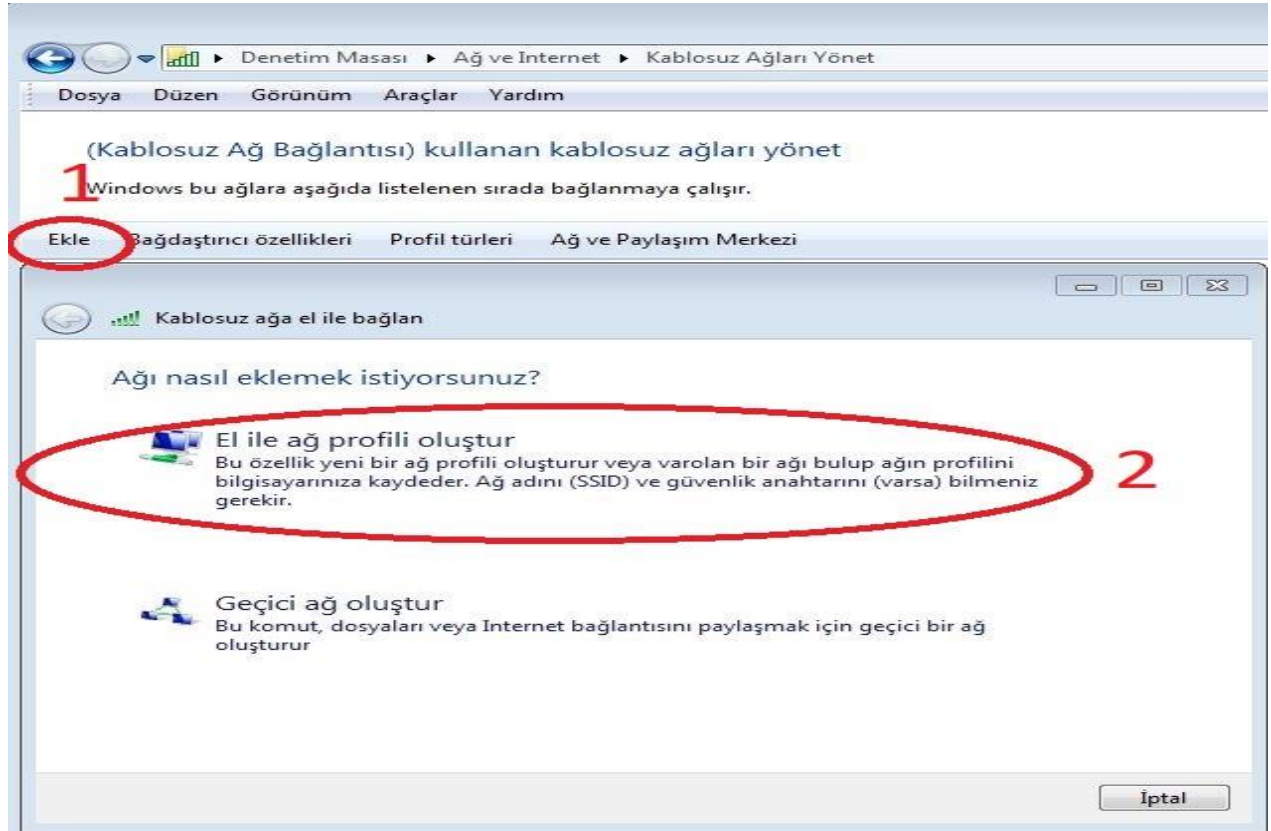 Denetim Masası ▸ Ağ ve Internet ▸ Kablosuz Ağları Yönet
Dosya Düzen Görünüm Araçlar Yardım
(Kablosuz Ağ Bağlantısı) kullanan kablosuz ağları yönet
1
Windows bu ağlara aşağıda listelenen sırada bağlanmaya çalışır.
Ekle Bağdaştırıcı özellikleri Profil türleri Ağ ve Paylaşım Merkezi
Kablosuz ağa el ile bağlan
Ağı nasıl eklemek istiyorsunuz?
El ile ağ profili oluştur
Bu özellik yeni bir ağ profili oluşturur veya varolan bir ağı bulup ağın profilini
bilgisayarınıza kaydeder. Ağ adını (SSID) ve güvenlik anahtarını (varsa) bilmeniz
gerekir.
2
Geçici ağ oluştur
Bu komut, dosyaları veya Internet bağlantısını paylaşmak için geçici bir ağ
oluşturur
İptal